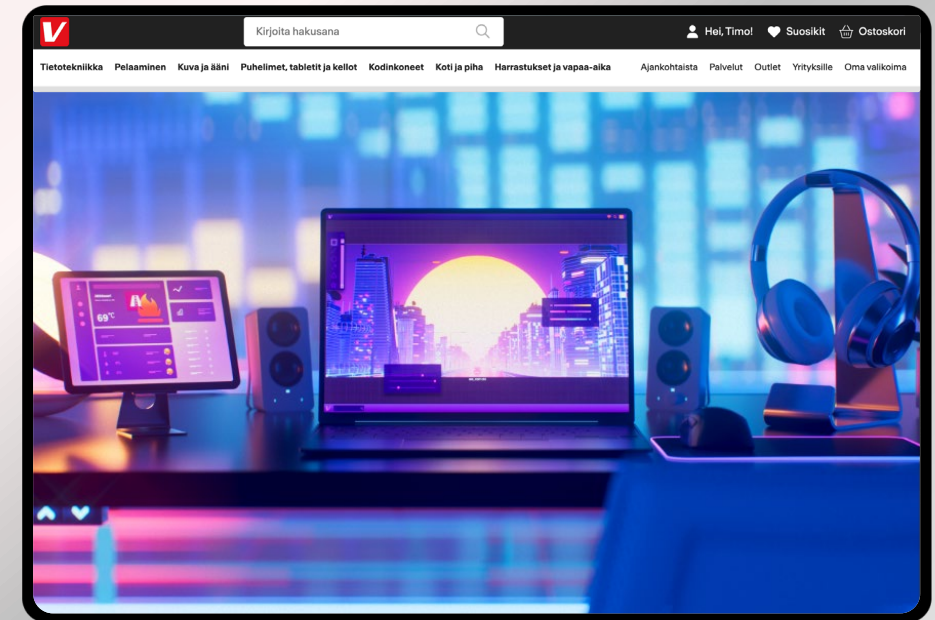 V
Kirjoita hakusana
Hei, Timo!
Suosikit
Ostoskori
Tietotekniikka
Pelaaminen
Kuva ja ääni
Puhelimet, tabletit ja kellot
Kodinkoneet
Koti ja piha
Harrastukset ja vapaa-aika
Ajankohtaista
Palvelut
Outlet
Yrityksille
Oma valikoima
69°C